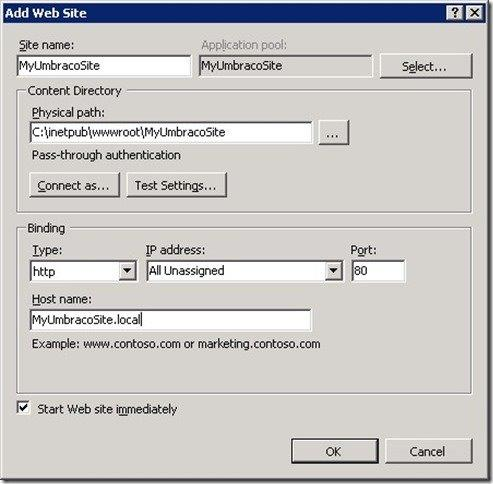 Add Web Site
Site name: Application pool:
MyUmbracoSite MyUmbracoSite Select...
Content Directory
Physical path:
C:\inetpub\wwwroot\MyUmbracoSite ...
Pass-through authentication
Connect as... Test Settings...
Binding
Type: IP address: Port:
http All Unassigned 80
Host name:
MyUmbracoSite.local
Example: www.contoso.com or marketing.contoso.com
Start Web site immediately
OK Cancel